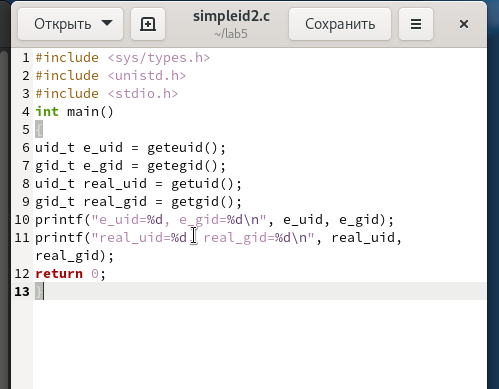 Открыть
simpleid2.c
~/lab5
Сохранить
1 #include <sys/types.h>
2 #include <unistd.h>
3 #include <stdio.h>
4 int main()
5 {
6 uid_t e_uid = geteuid();
7 gid_t e_gid = getegid();
8 uid_t real_uid = getuid();
9 gid_t real_gid = getgid();
10 printf("e_uid=%d, e_gid=%d\n", e_uid, e_gid);
11 printf("real_uid=%d, real_gid=%d\n", real_uid,
real_gid);
12 return 0;
13 }